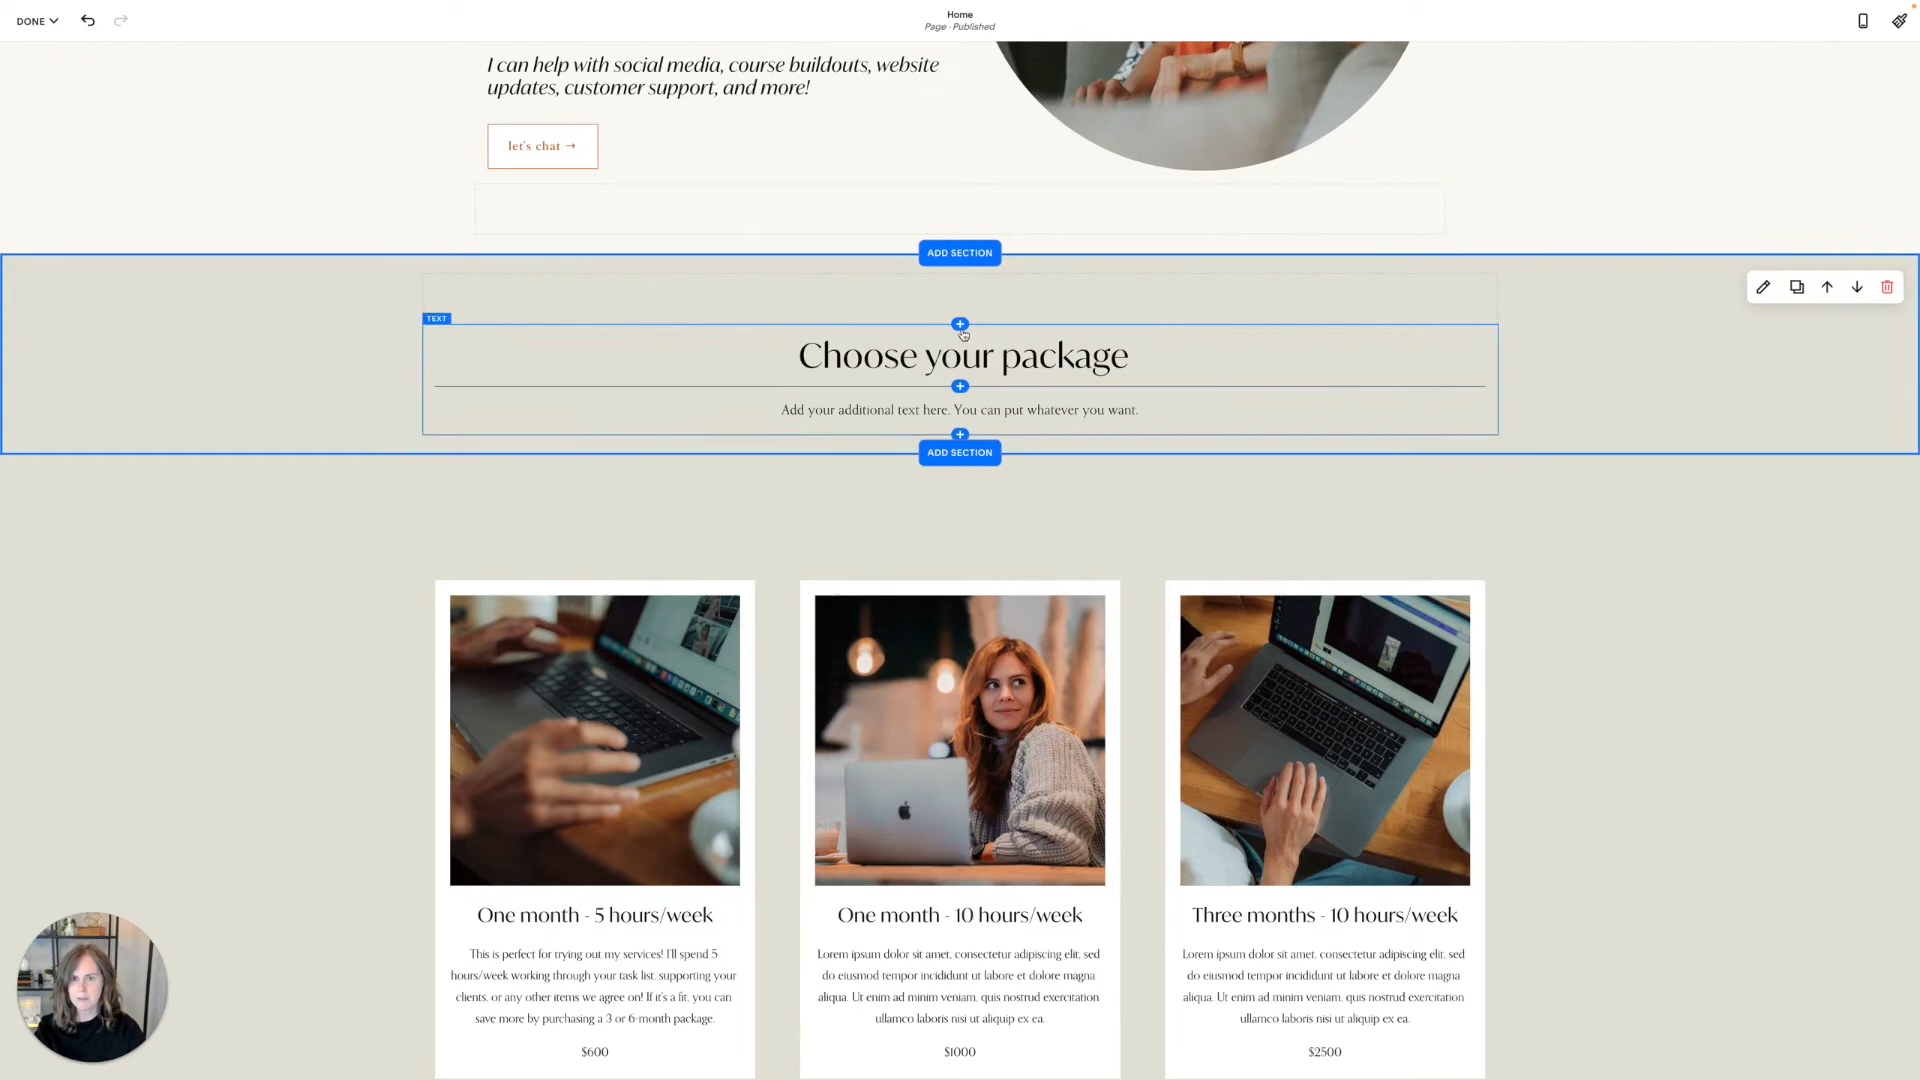 DONE
Home
Page · Published
I can help with social media, course buildouts, website
updates, customer support, and more!
let's chat →
ADD SECTION
TEXT
Choose your package
Add your additional text here. You can put whatever you want.
ADD SECTION
One month - 5 hours/week
This is perfect for trying out my services! I'll spend 5
hours/week working through your task list, supporting your
clients, or any other items we agree on! If it's a fit, you can
save more by purchasing a 3 or 6-month package.
$600
One month - 10 hours/week
Lorem ipsum dolor sit amet, consectetur adipiscing elit, sed
do eiusmod tempor incididunt ut labore et dolore magna
aliqua. Ut enim ad minim veniam, quis nostrud exercitation
ullamco laboris nisi ut aliquip ex ea.
$1000
Three months - 10 hours/week
Lorem ipsum dolor sit amet, consectetur adipiscing elit, sed
do eiusmod tempor incididunt ut labore et dolore magna
aliqua. Ut enim ad minim veniam, quis nostrud exercitation
ullamco laboris nisi ut aliquip ex ea.
$2500